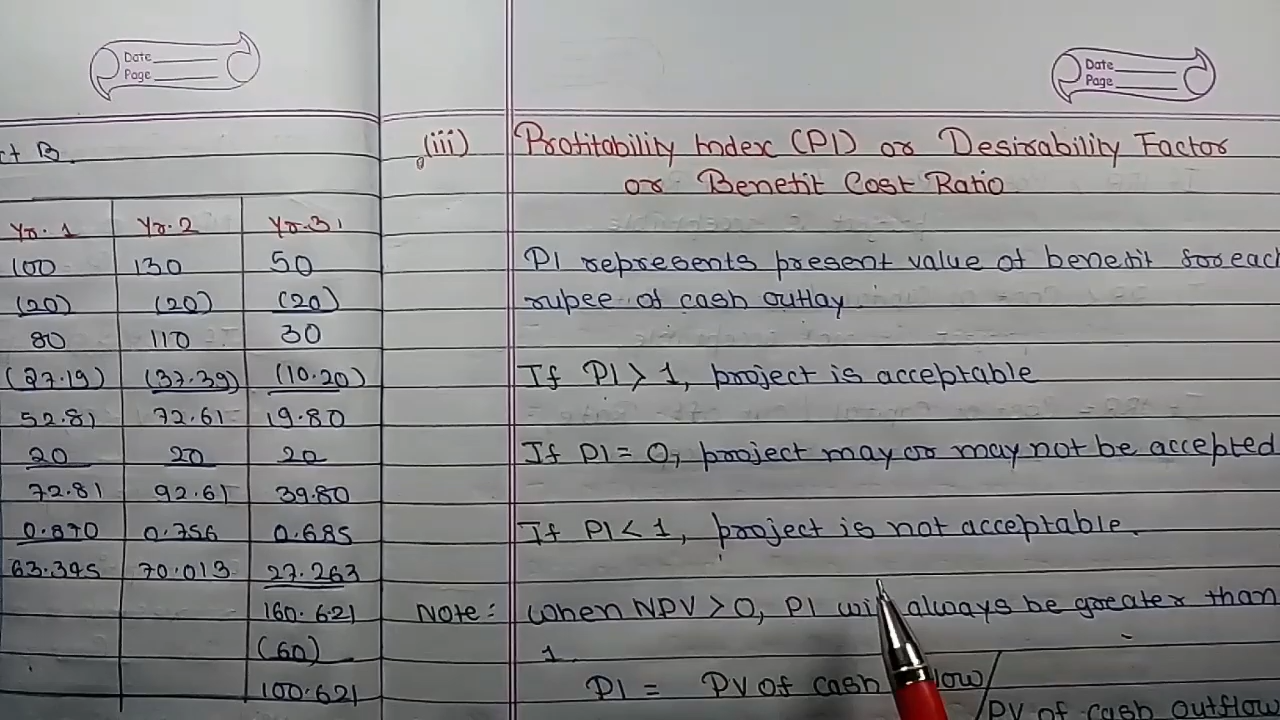 Date
Page
Date
Page
ct B.
Yr. 1 Yr. 2 Yr. 3
100 130 50
(20) (20) (20)
80 110 30
(27.19) (37.39) (10.20)
52.81 72.61 19.80
20 20 20
72.81 92.61 39.80
0.870 0.756 0.685
63.345 70.013 27.263
160.621
(60)
100.621
(iii) Profitability Index (PI) or Desirability Factor
or Benefit Cost Ratio
PI represents present value of benefit for each
rupee of cash outlay
If PI > 1, project is acceptable
If PI = 0, project may or may not be accepted
If PI < 1, project is not acceptable.
Note: When NPV > 0, PI will always be greater than
1.
PI = PV of cash low/
PV of cash outflow